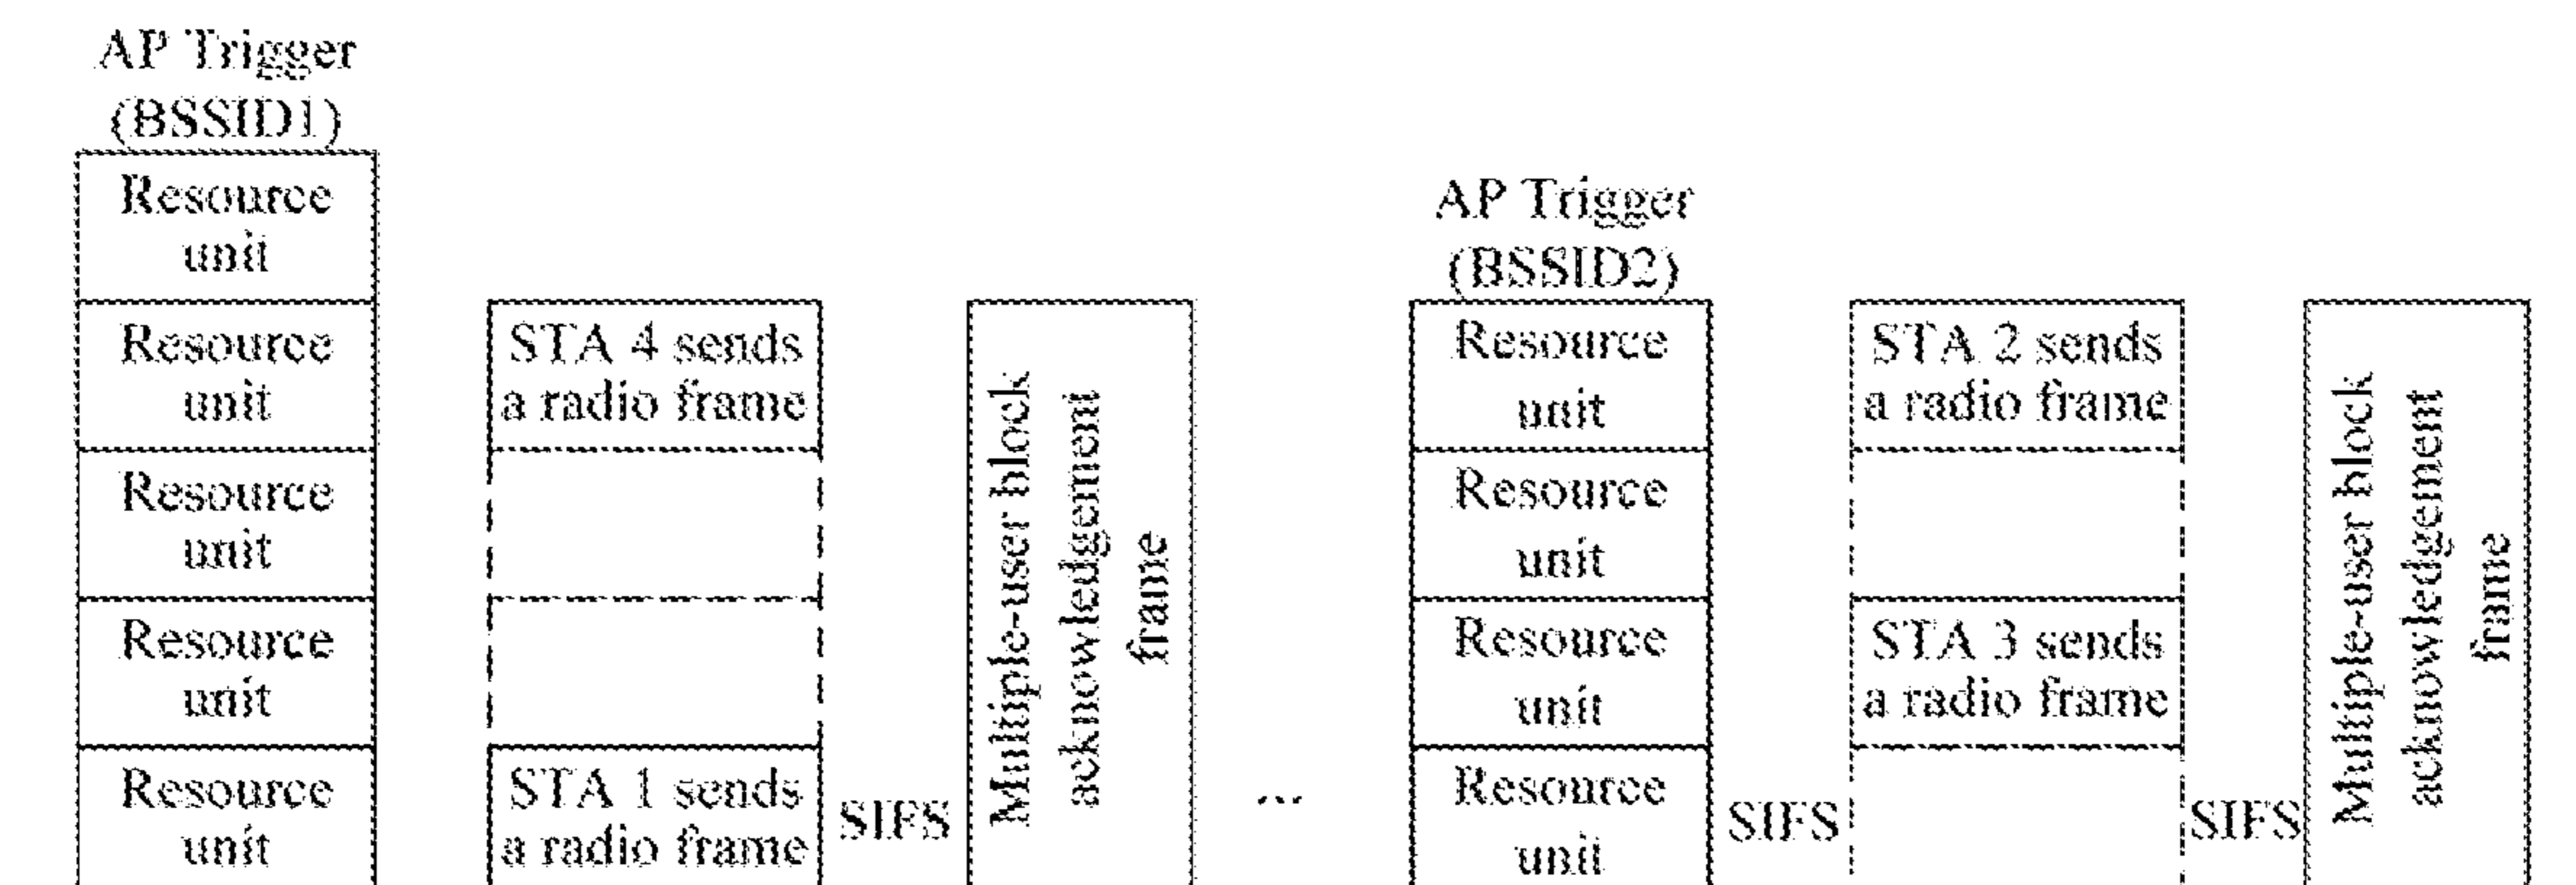 AP Trigger
(BSSID1)
Resource
unit
Resource
unit
Resource
unit
Resource
unit
Resource
unit
STA 4 sends
a radio frame
STA 1 sends
a radio frame
SIFS
Multiple-user block
acknowledgement
frame
...
AP Trigger
(BSSID2)
Resource
unit
Resource
unit
Resource
unit
Resource
unit
SIFS
STA 2 sends
a radio frame
STA 3 sends
a radio frame
SIFS
Multiple-user block
acknowledgement
frame